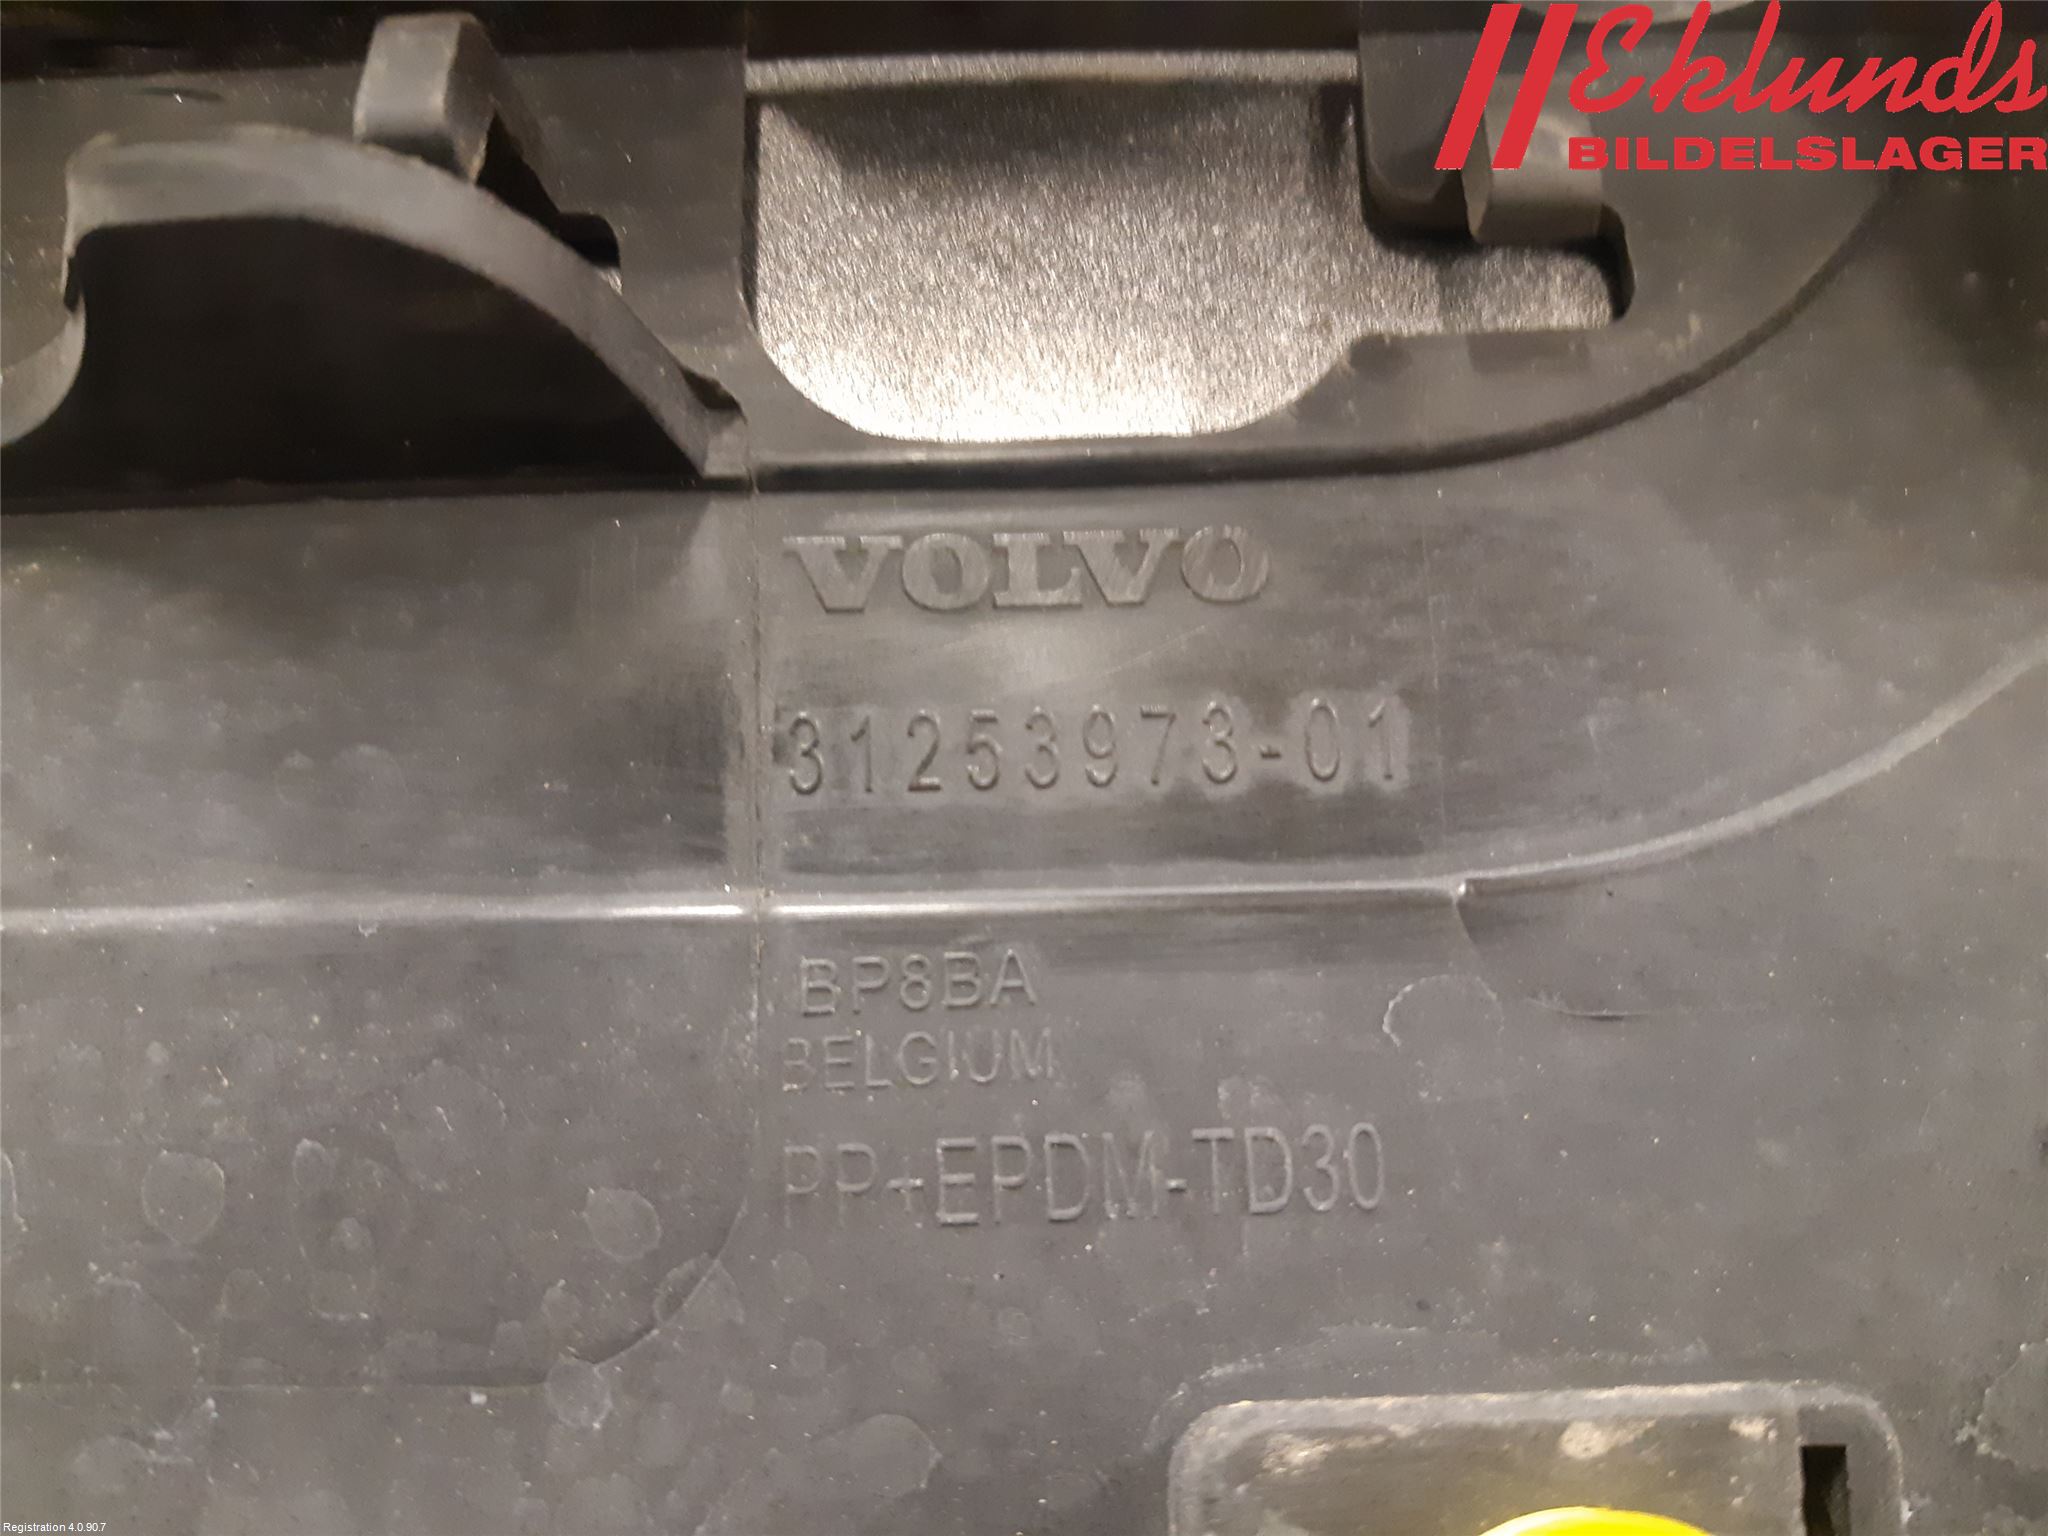 Eklunds
BILDELSLAGER
VOLVO
31253973-01
BP8BA
BELGIUM
PP+EPDM-TD30
Registration 4.0.90.7